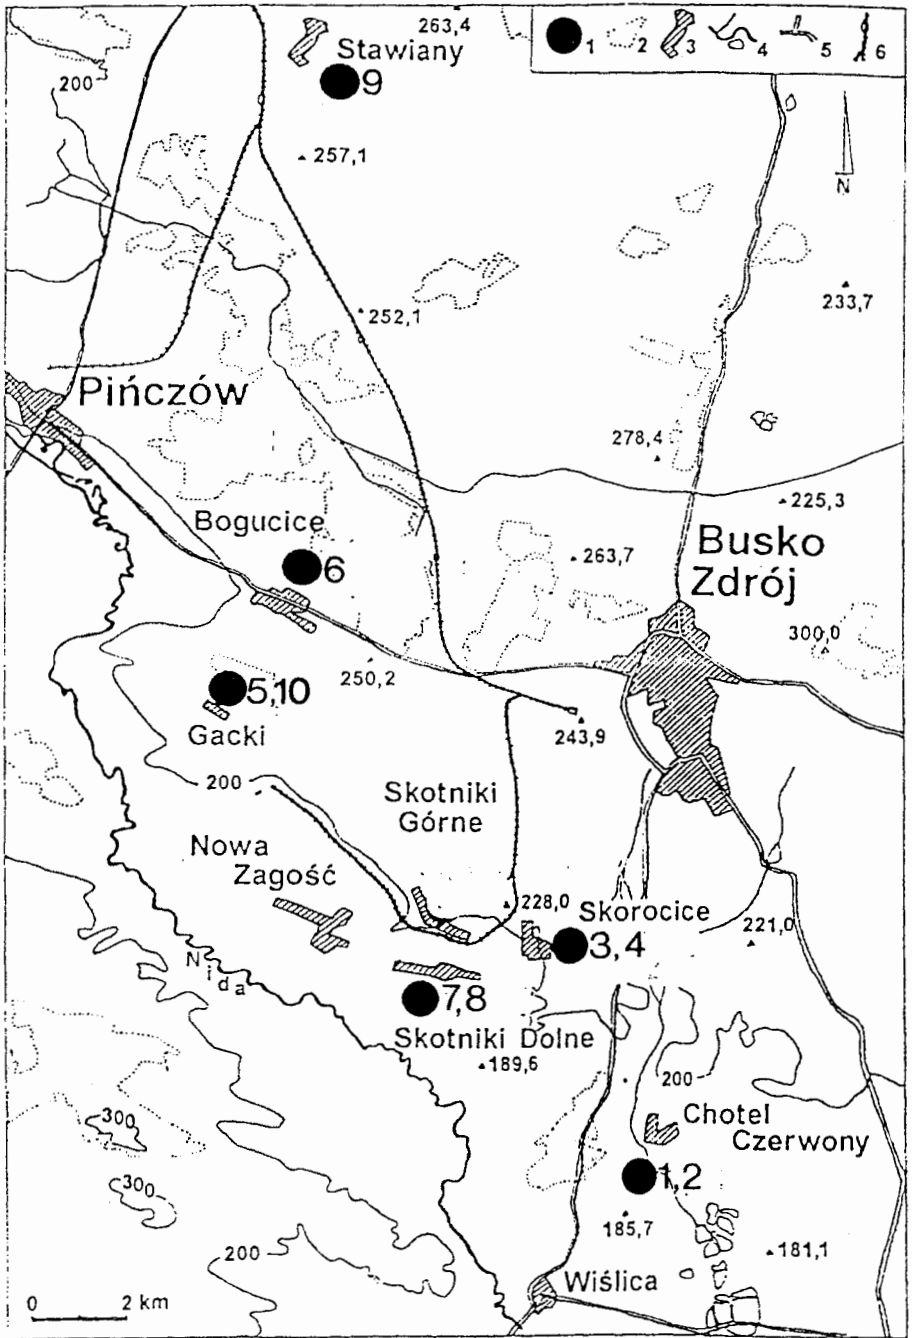 263,4
1 2 3 4 5 6
Stawiany
200
9
257,1
N
233,7
252,1
Pińczów
278,4
225,3
Bogucice
Busko
Zdrój
263,7
6
300,0
250,2
5,10
Gacki
243,9
200
Skotniki
Górne
Nowa
Zagość
228,0
Skorocice
3,4
221,0
Nida
7,8
Skotniki Dolne
189,6
200
Chotel
Czerwony
300
1,2
300
185,7
200
181,1
Wiślica
0 2 km